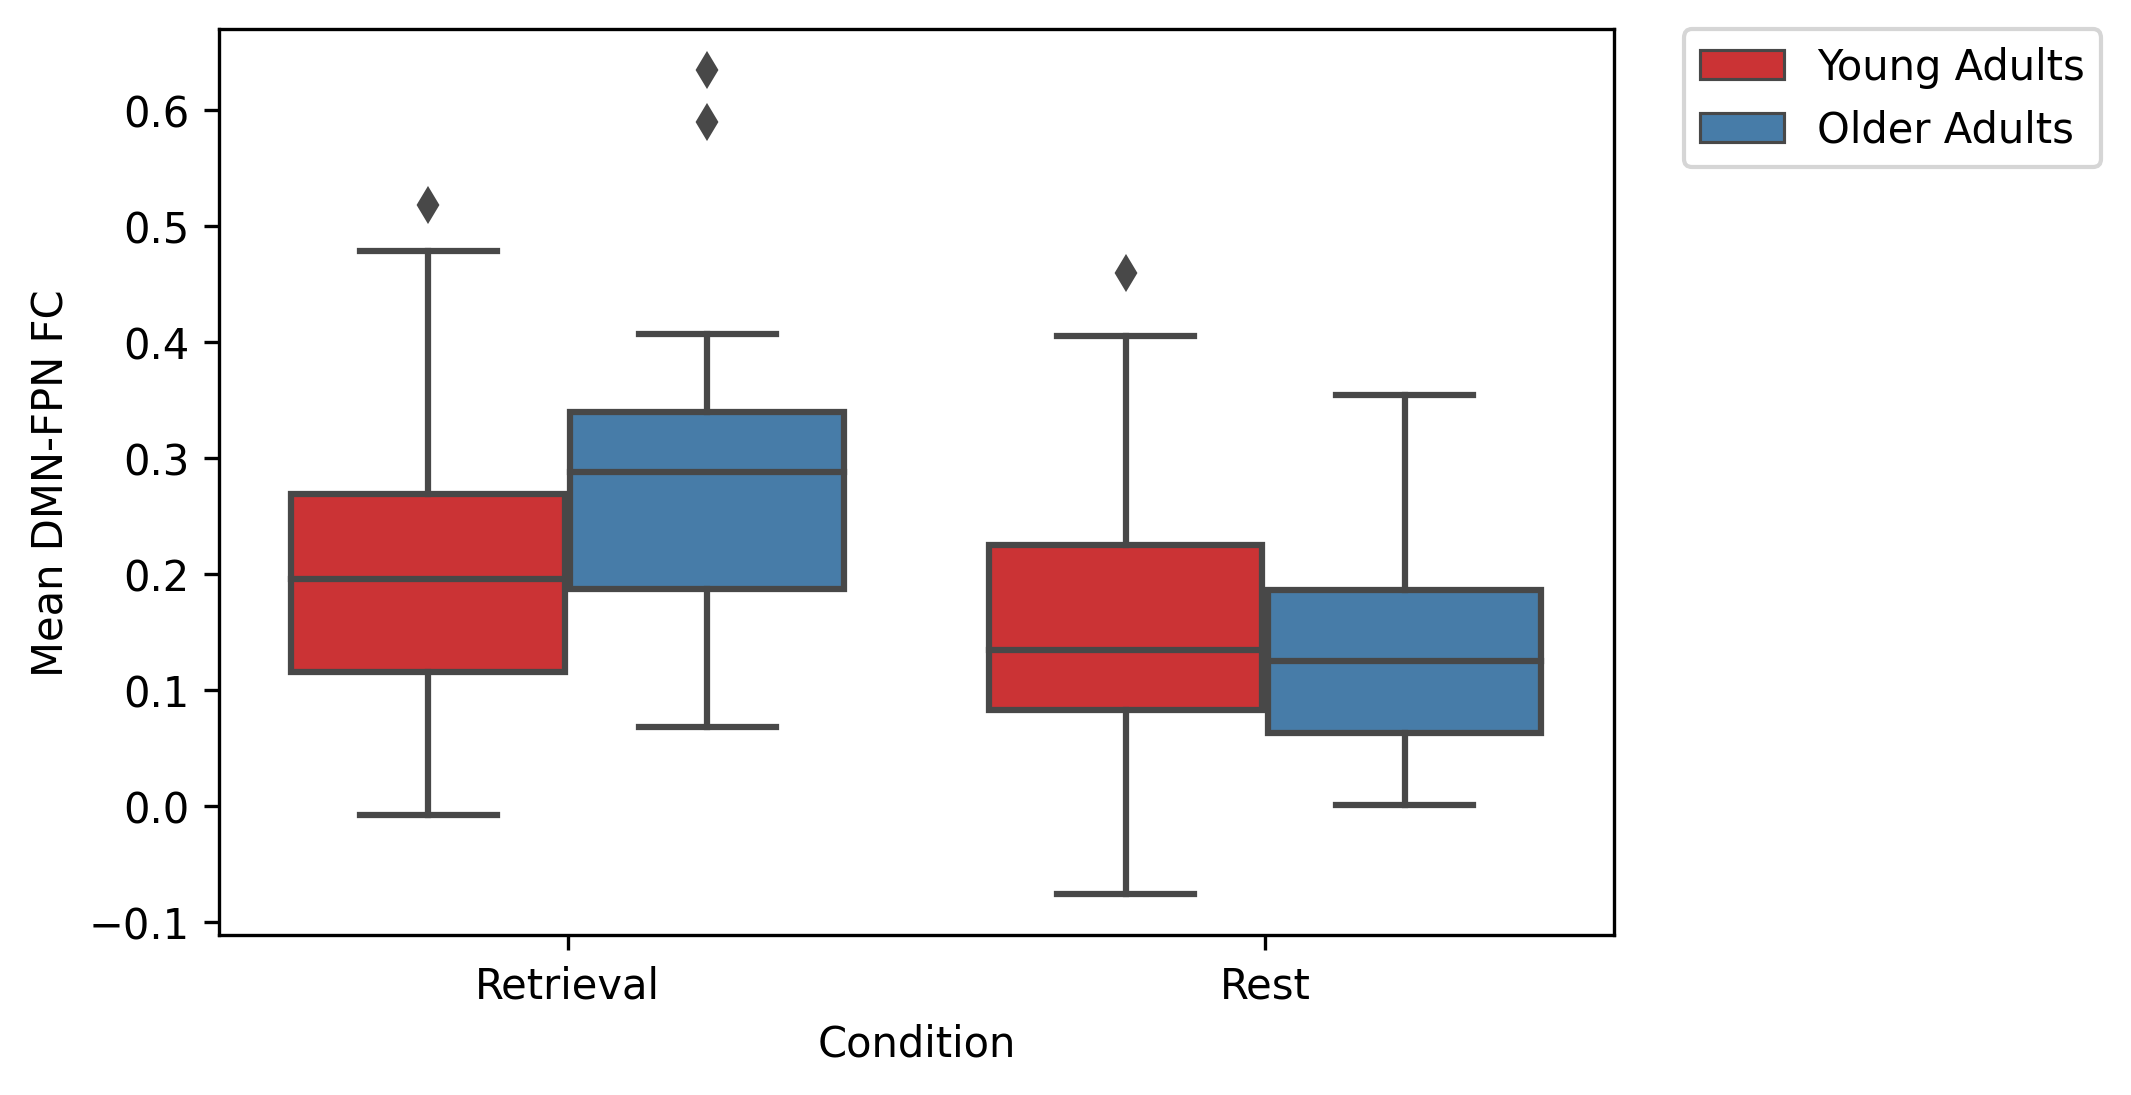 Young Adults
Older Adults
0.6
0.5
0.4
0.3
0.2
0.1
0.0
−0.1
Mean DMN-FPN FC
Retrieval
Rest
Condition